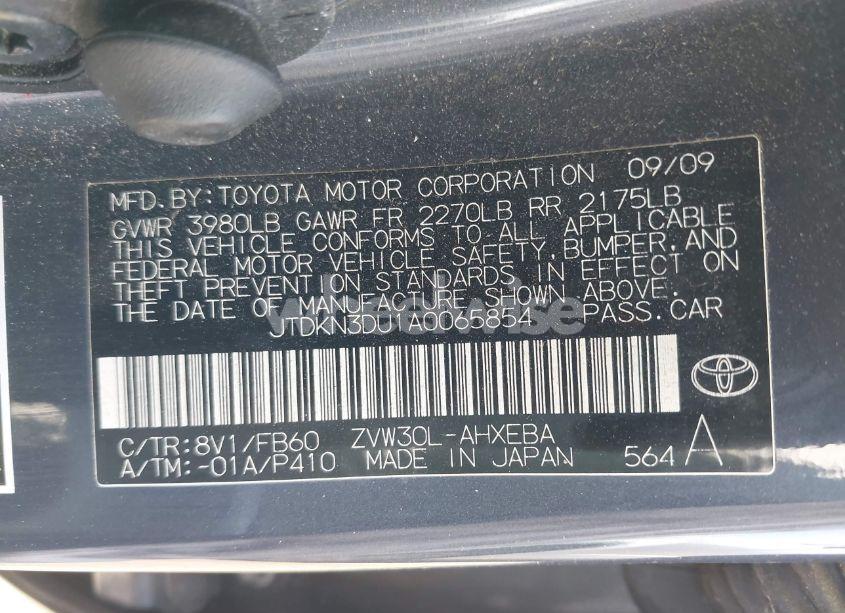 MFD.BY:TOYOTA MOTOR CORPORATION 09/09
GVWR 3980LB GAWR FR 2270LB RR 2175LB
THIS VEHICLE CONFORMS TO ALL APPLICABLE
FEDERAL MOTOR VEHICLE SAFETY,BUMPER,AND
THEFT PREVENTION STANDARDS IN EFFECT ON
THE DATE OF MANUFACTURE SHOWN ABOVE.
PASS.CAR
C/TR:8V1/FB60 ZVW30L-AHXEBA
A/TM:-01A/P410 MADE IN JAPAN 564 A